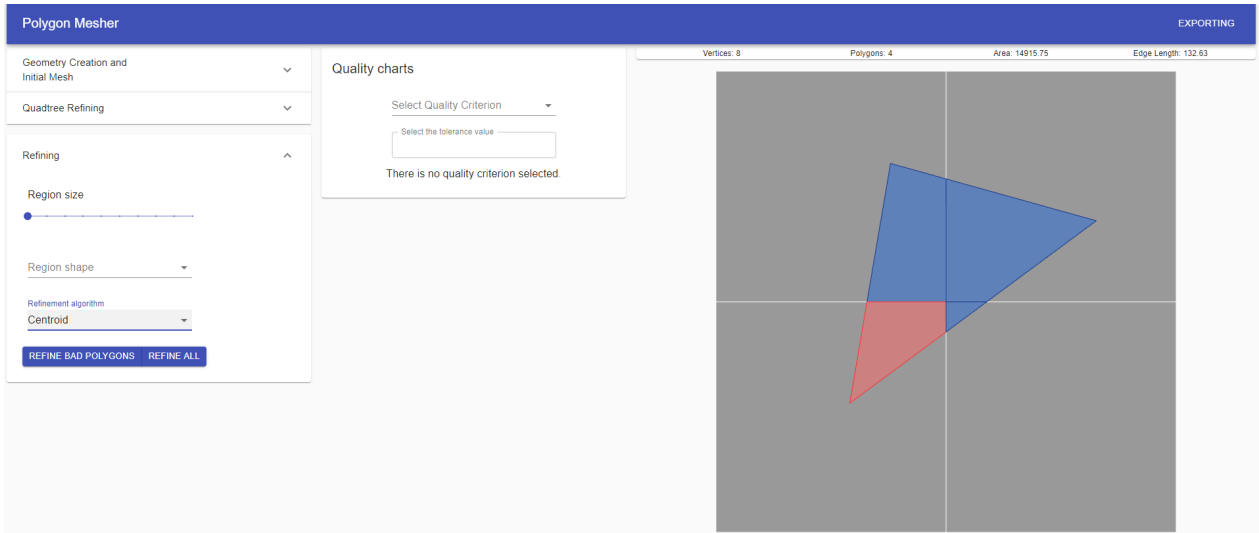 Polygon Mesher
EXPORTING
Geometry Creation and
Initial Mesh
Quadtree Refining
Refining
Region size
Region shape
Refinement algorithm
Centroid
REFINE BAD POLYGONS
REFINE ALL
Quality charts
Select Quality Criterion
Select the tolerance value
There is no quality criterion selected.
Vertices: 8
Polygons: 4
Area: 14915.75
Edge Length: 132.63